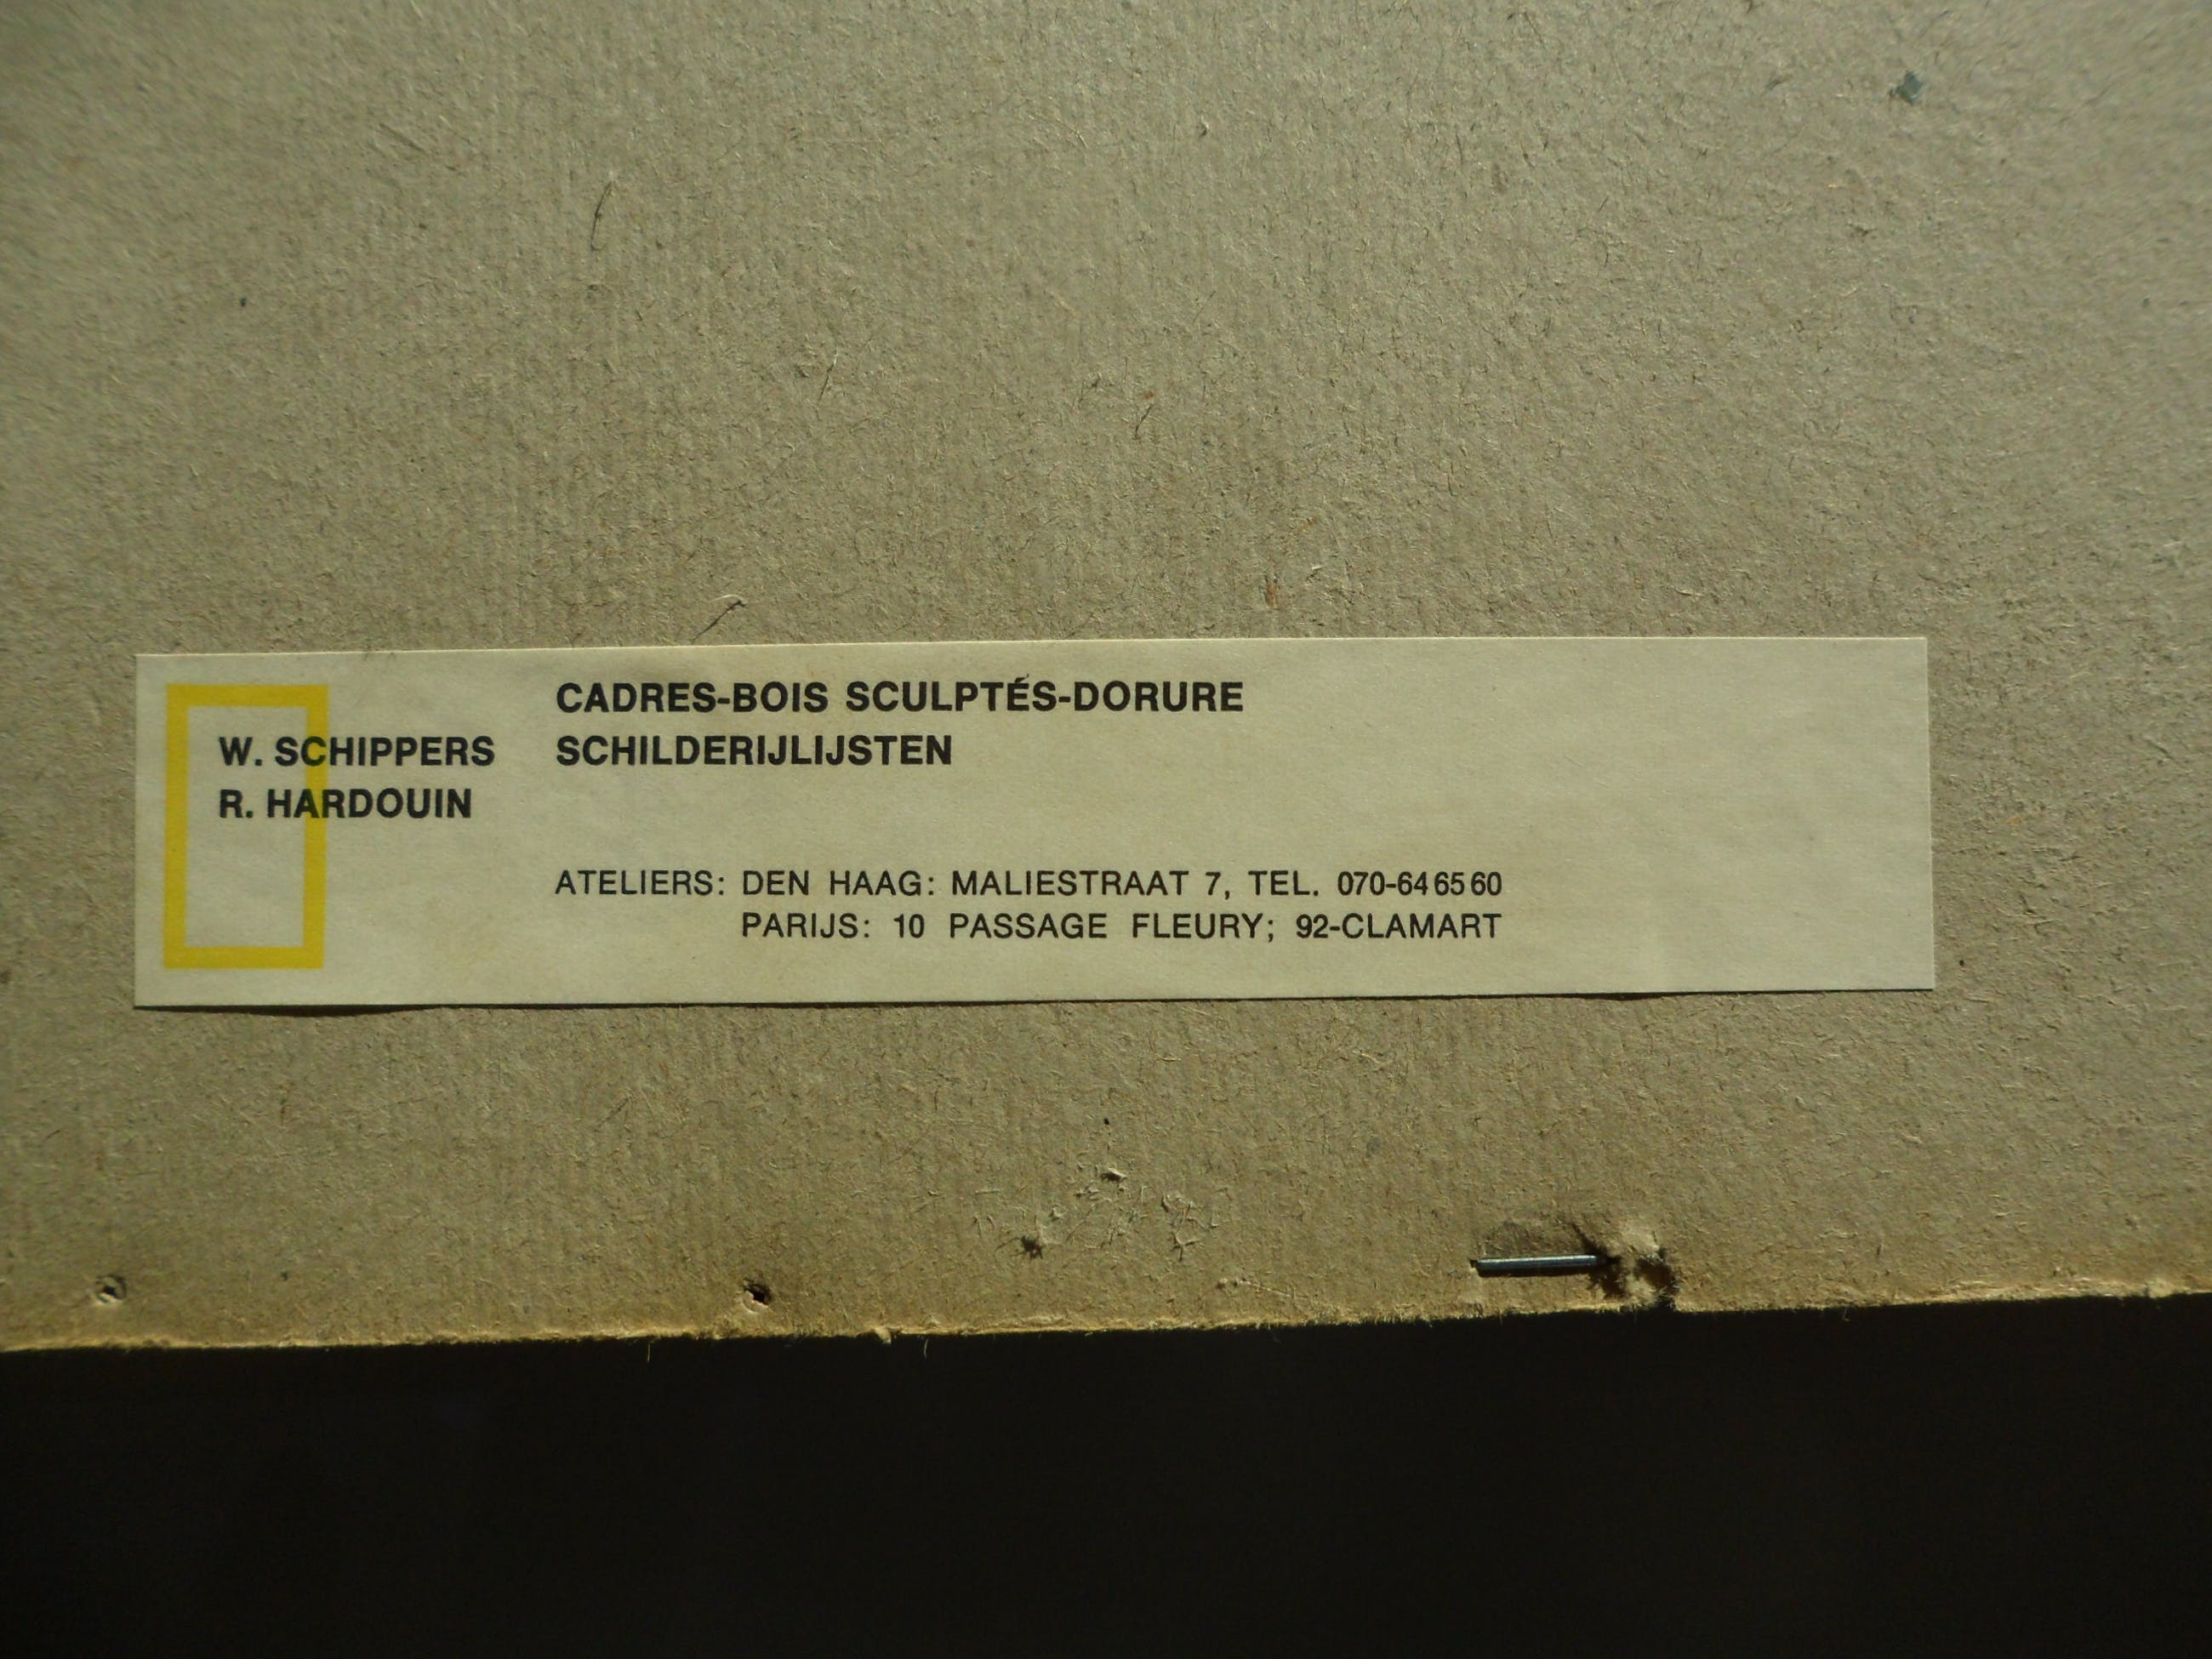 CADRES-BOIS SCULPTÉS-DORURE
W. SCHIPPERS SCHILDERIJLIJSTEN
R. HARDOUIN
ATELIERS: DEN HAAG: MALIESTRAAT 7, TEL. 070-646560
PARIJS: 10 PASSAGE FLEURY; 92-CLAMART